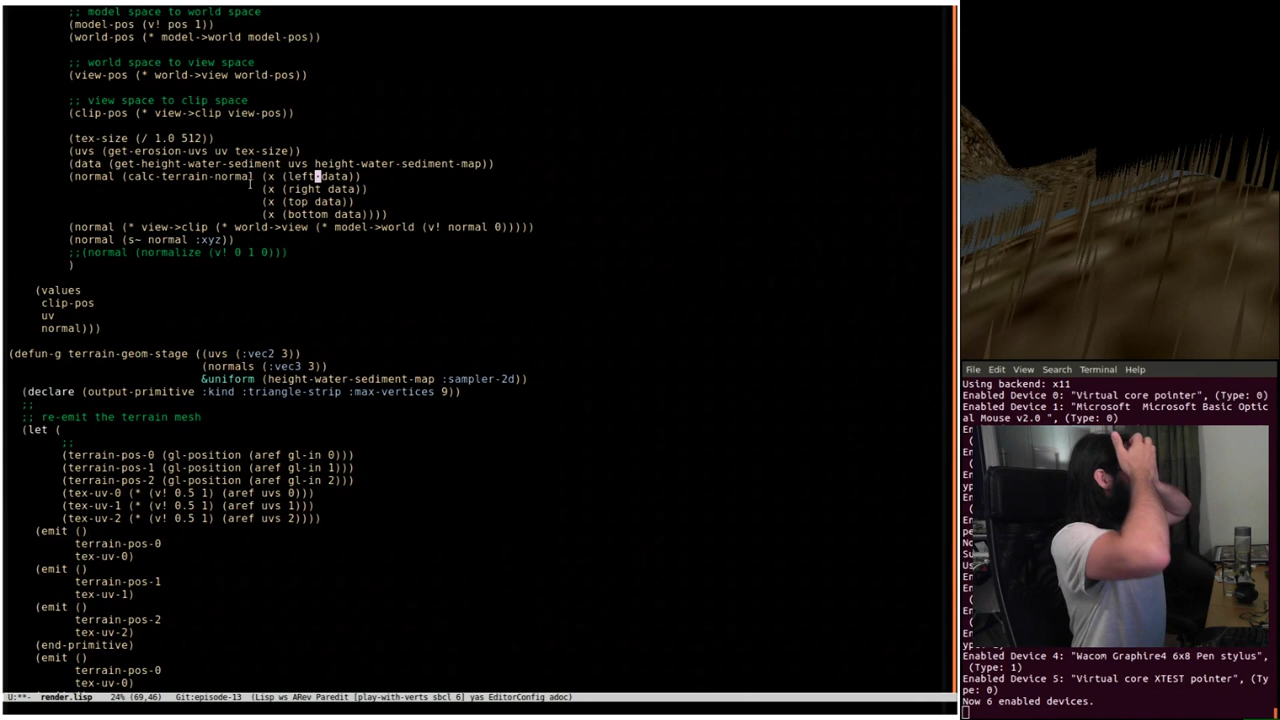 ;; model space to world space
(model-pos (v! pos 1))
(world-pos (* model->world model-pos))
;; world space to view space
(view-pos (* world->view world-pos))
;; view space to clip space
(clip-pos (* view->clip view-pos))
(tex-size (/ 1.0 512))
(uvs (get-erosion-uvs uv tex-size))
(data (get-height-water-sediment uvs height-water-sediment-map))
(normal (calc-terrain-normal (x (left data))
(x (right data))
(x (top data))
(x (bottom data))))
(normal (* view->clip (* world->view (* model->world (v! normal 0)))))
(normal (s~ normal :xyz))
;;(normal (normalize (v! 0 1 0)))
)
(values
clip-pos
uv
normal)))
(defun-g terrain-geom-stage ((uvs (:vec2 3))
(normals (:vec3 3))
&uniform (height-water-sediment-map :sampler-2d))
(declare (output-primitive :kind :triangle-strip :max-vertices 9))
;;
;; re-emit the terrain mesh
(let (
;;
(terrain-pos-0 (gl-position (aref gl-in 0)))
(terrain-pos-1 (gl-position (aref gl-in 1)))
(terrain-pos-2 (gl-position (aref gl-in 2)))
(tex-uv-0 (* (v! 0.5 1) (aref uvs 0)))
(tex-uv-1 (* (v! 0.5 1) (aref uvs 1)))
(tex-uv-2 (* (v! 0.5 1) (aref uvs 2))))
(emit ()
terrain-pos-0
tex-uv-0)
(emit ()
terrain-pos-1
tex-uv-1)
(emit ()
terrain-pos-2
tex-uv-2)
(end-primitive)
(emit ()
terrain-pos-0
tex-uv-0)
U:**- render.lisp 24% (69,46) Git:episode-13 (Lisp ws ARev Paredit [play-with-verts sbcl 6] yas EditorConfig adoc)
File Edit View Search Terminal Help
Using backend: x11
Enabled Device 0: "Virtual core pointer", (Type: 0)
Enabled Device 1: "Microsoft Microsoft Basic Optic
al Mouse v2.0 ", (Type: 0)
Enabled Device 4: "Wacom Graphire4 6x8 Pen stylus",
(Type: 1)
Enabled Device 5: "Virtual core XTEST pointer", (Ty
pe: 0)
Now 6 enabled devices.